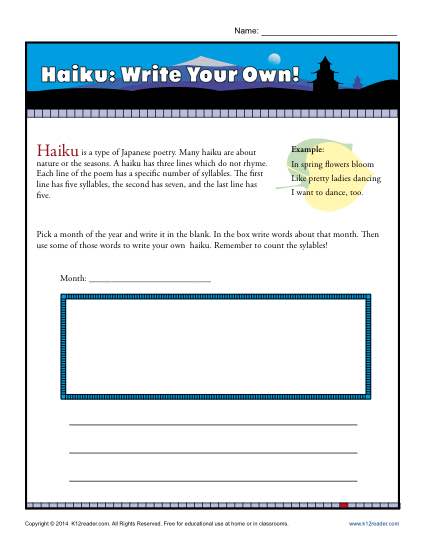 Name:
Haiku: Write Your Own!
Haiku is a type of Japanese poetry. Many haiku are about
nature or the seasons. A haiku has three lines which do not rhyme.
Each line of the poem has a specific number of syllables. The first
line has five syllables, the second has seven, and the last line has
five.
Example:
In spring flowers bloom
Like pretty ladies dancing
I want to dance, too.
Pick a month of the year and write it in the blank. In the box write words about that month. Then
use some of those words to write your own haiku. Remember to count the sylables!
Month:
Copyright © 2014 K12reader.com. All Rights Reserved. Free for educational use at home or in classrooms.
www.k12reader.com